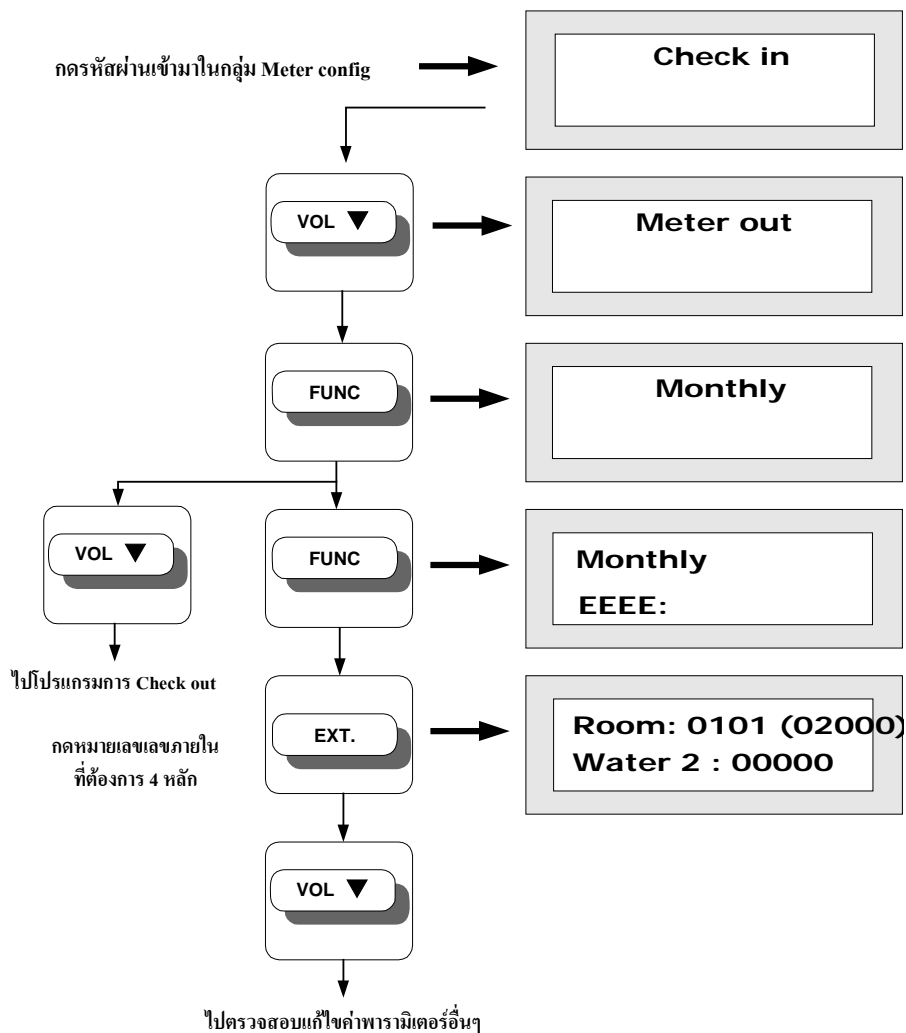 กดรหัสผ่านเข้ามาในกลุ่ม Meter config
Check in
VOL ▼
Meter out
FUNC
Monthly
VOL ▼
FUNC
Monthly
EEEE:
ไปโปรแกรมการ Check out
กดหมายเลขเลขภายใน
ที่ต้องการ 4 หลัก
EXT.
Room: 0101 (02000)
Water 2 : 00000
VOL ▼
ไปตรวจสอบแก้ไขค่าพารามิเตอร์อื่นๆ